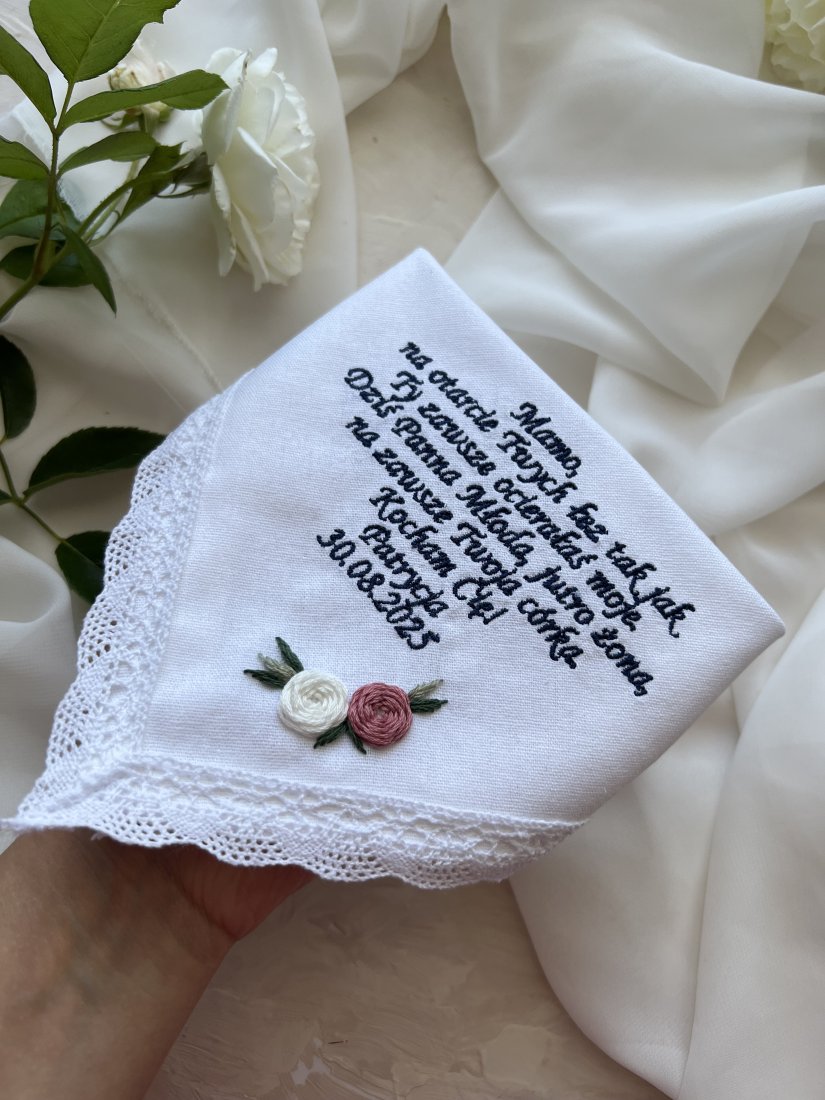 Mamo,
na otarcie Twych łez tak jak
Ty zawsze ocierałaś moje.
Dziś Panna Młoda, jutro żona,
na zawsze Twoja córka.
Kocham Cię!
Patrycja
30.08.2025